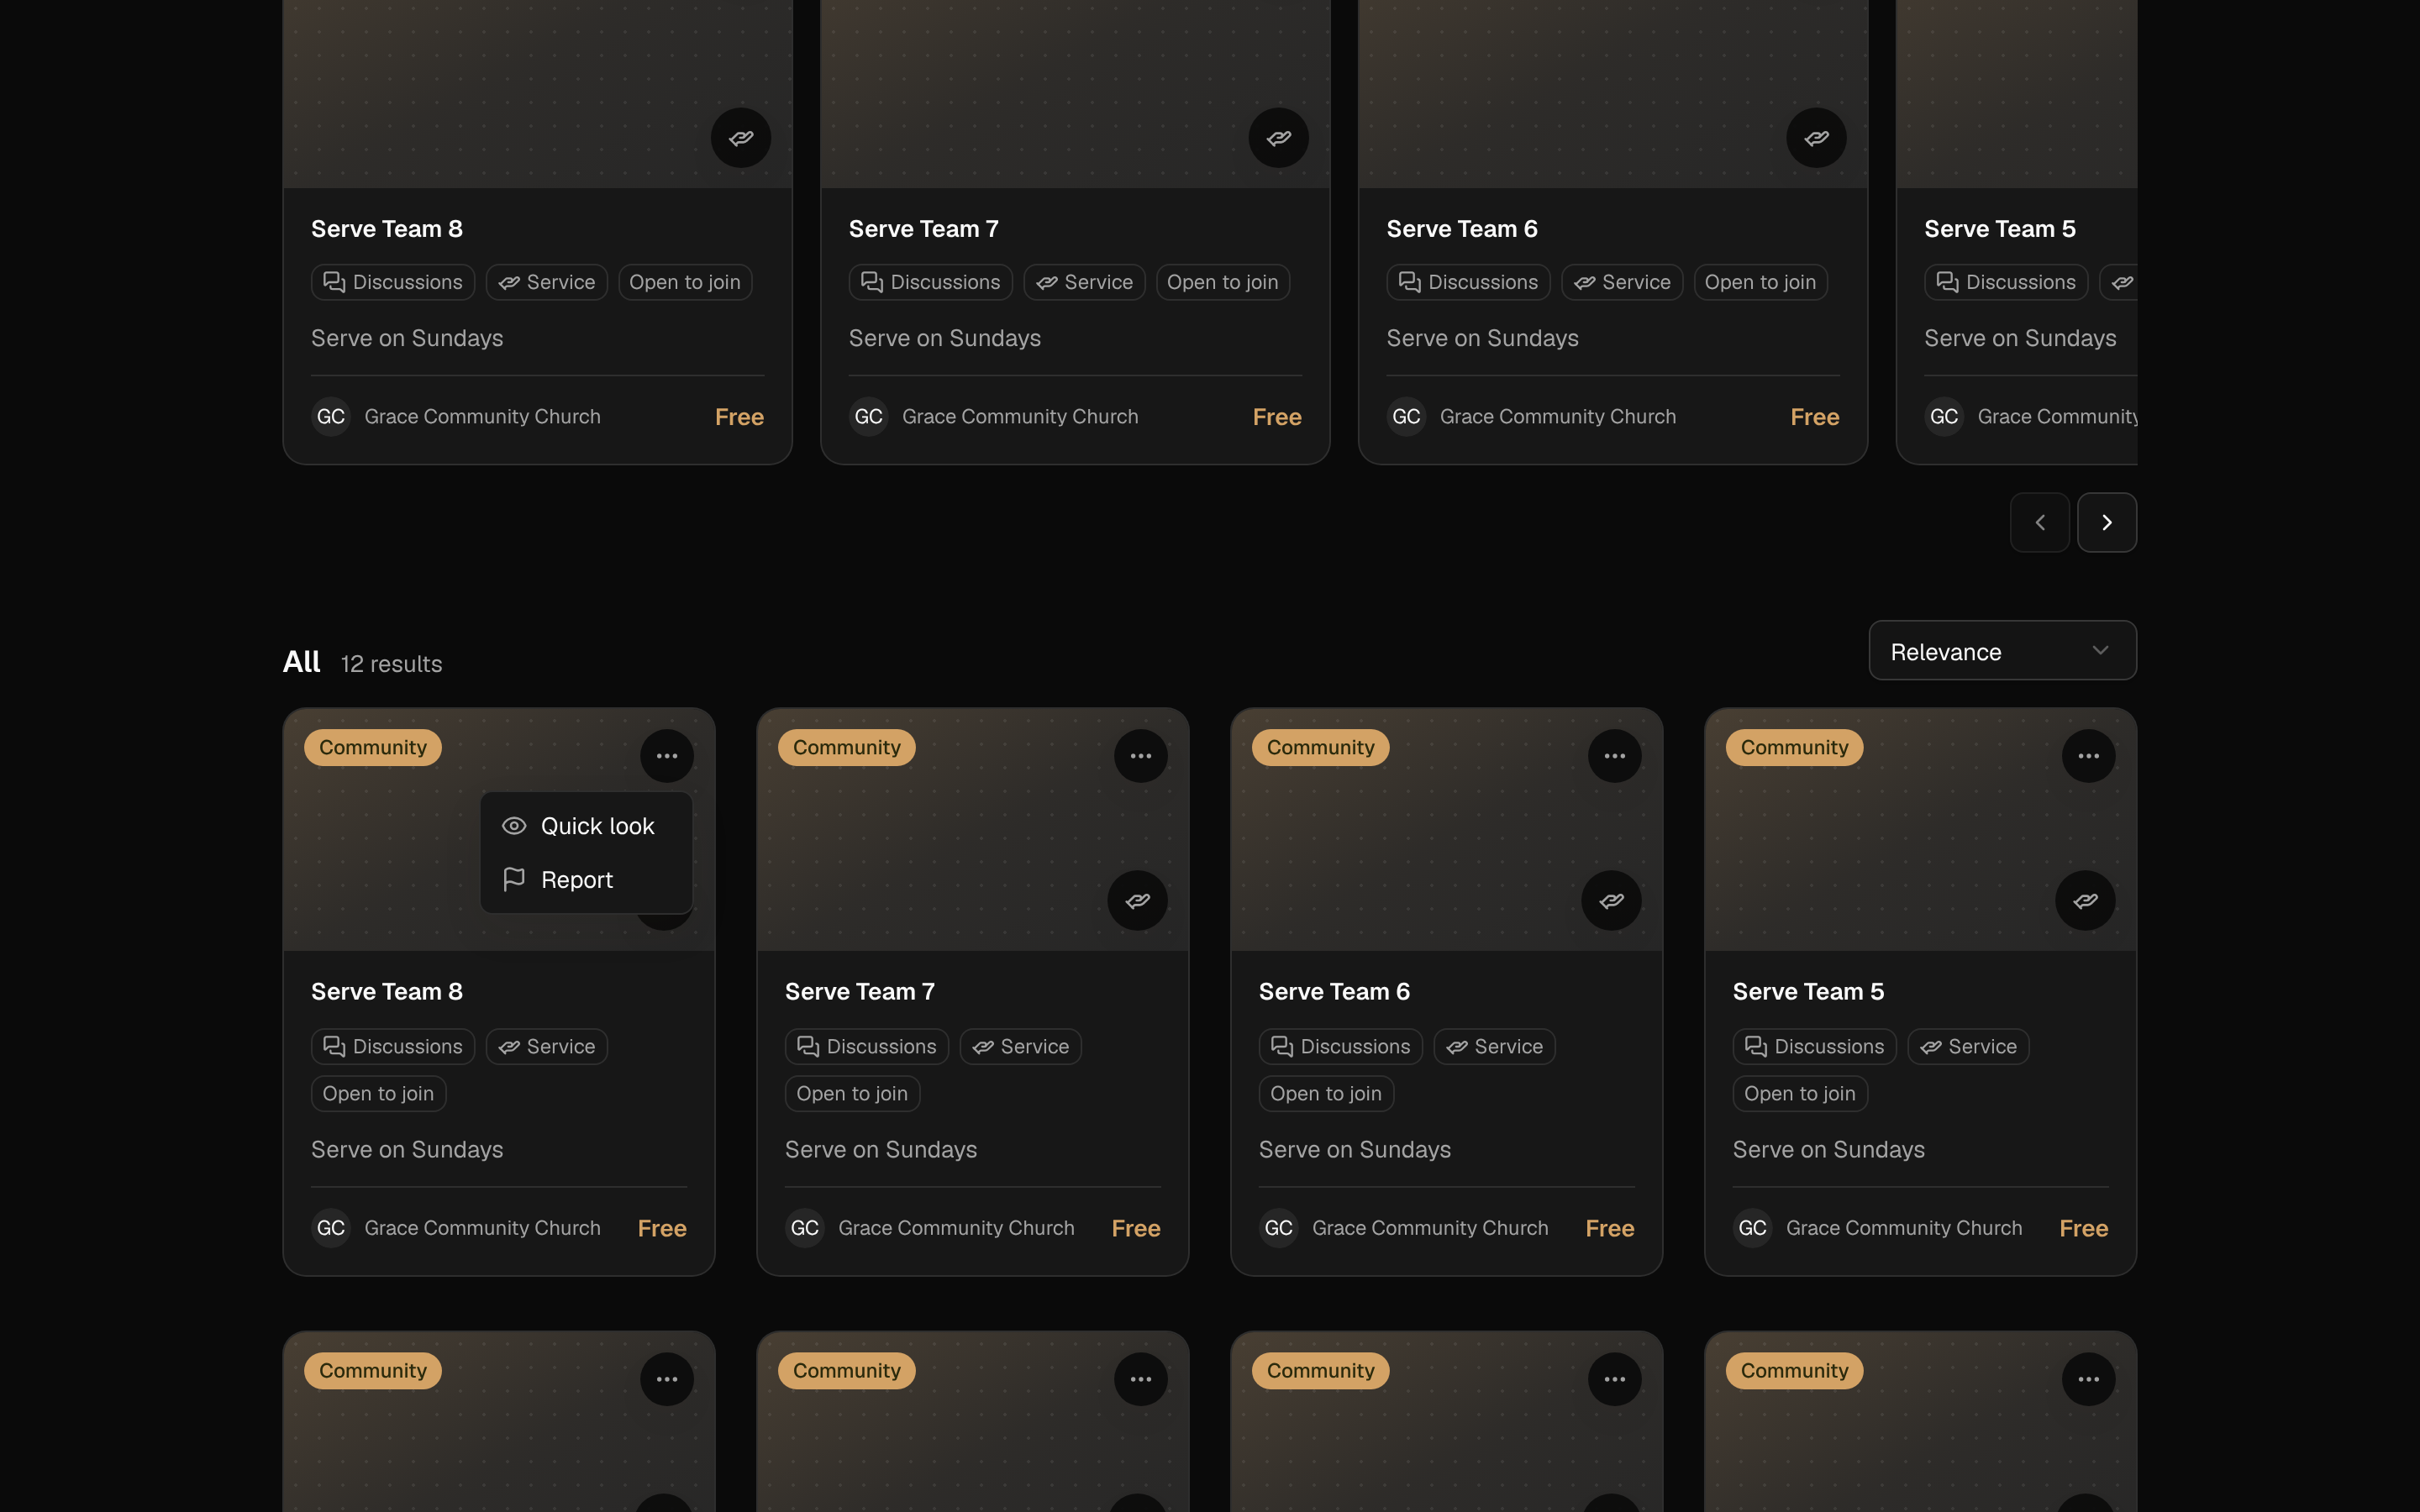 Serve Team 8
Discussions Service Open to join
Serve on Sundays
GC Grace Community Church Free
Serve Team 7
Discussions Service Open to join
Serve on Sundays
GC Grace Community Church Free
Serve Team 6
Discussions Service Open to join
Serve on Sundays
GC Grace Community Church Free
Serve Team 5
Discussions
Serve on Sundays
GC Grace Community
All 12 results
Relevance
Community
Quick look
Report
Serve Team 8
Discussions Service
Open to join
Serve on Sundays
GC Grace Community Church Free
Community
Serve Team 7
Discussions Service
Open to join
Serve on Sundays
GC Grace Community Church Free
Community
Serve Team 6
Discussions Service
Open to join
Serve on Sundays
GC Grace Community Church Free
Community
Serve Team 5
Discussions Service
Open to join
Serve on Sundays
GC Grace Community Church Free
Community
Community
Community
Community